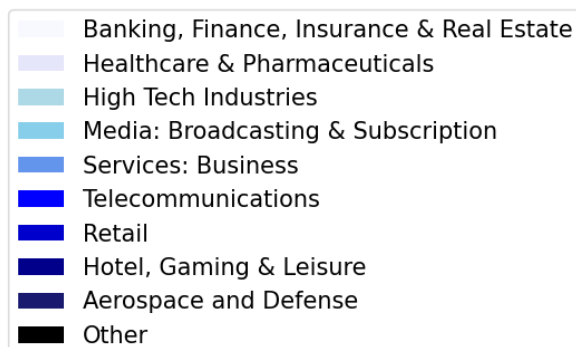 Banking, Finance, Insurance & Real Estate
Healthcare & Pharmaceuticals
High Tech Industries
Media: Broadcasting & Subscription
Services: Business
Telecommunications
Retail
Hotel, Gaming & Leisure
Aerospace and Defense
Other